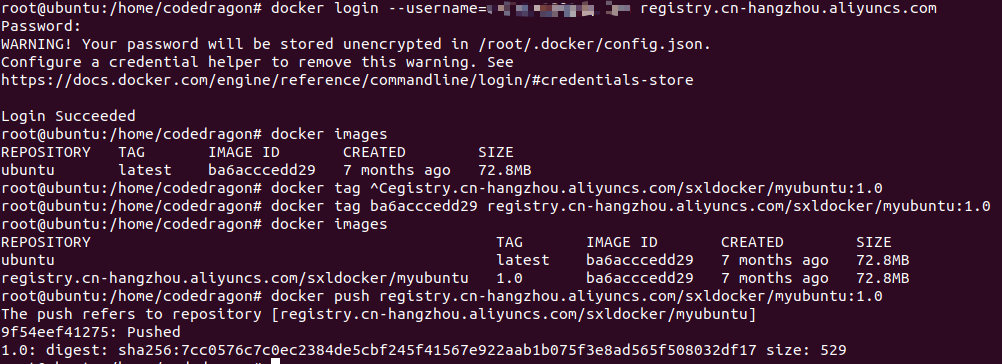 root@ubuntu:/home/codedragon# docker login --username= registry.cn-hangzhou.aliyuncs.com
Password:
WARNING! Your password will be stored unencrypted in /root/.docker/config.json.
Configure a credential helper to remove this warning. See
https://docs.docker.com/engine/reference/commandline/login/#credentials-store
Login Succeeded
root@ubuntu:/home/codedragon# docker images
REPOSITORY TAG IMAGE ID CREATED SIZE
ubuntu latest ba6acccedd29 7 months ago 72.8MB
root@ubuntu:/home/codedragon# docker tag ^Cegistry.cn-hangzhou.aliyuncs.com/sxldocker/myubuntu:1.0
root@ubuntu:/home/codedragon# docker tag ba6acccedd29 registry.cn-hangzhou.aliyuncs.com/sxldocker/myubuntu:1.0
root@ubuntu:/home/codedragon# docker images
REPOSITORY TAG IMAGE ID CREATED SIZE
ubuntu latest ba6acccedd29 7 months ago 72.8MB
registry.cn-hangzhou.aliyuncs.com/sxldocker/myubuntu 1.0 ba6acccedd29 7 months ago 72.8MB
root@ubuntu:/home/codedragon# docker push registry.cn-hangzhou.aliyuncs.com/sxldocker/myubuntu:1.0
The push refers to repository [registry.cn-hangzhou.aliyuncs.com/sxldocker/myubuntu]
9f54eef41275: Pushed
1.0: digest: sha256:7cc0576c7c0ec2384de5cbf245f41567e922aab1b075f3e8ad565f508032df17 size: 529